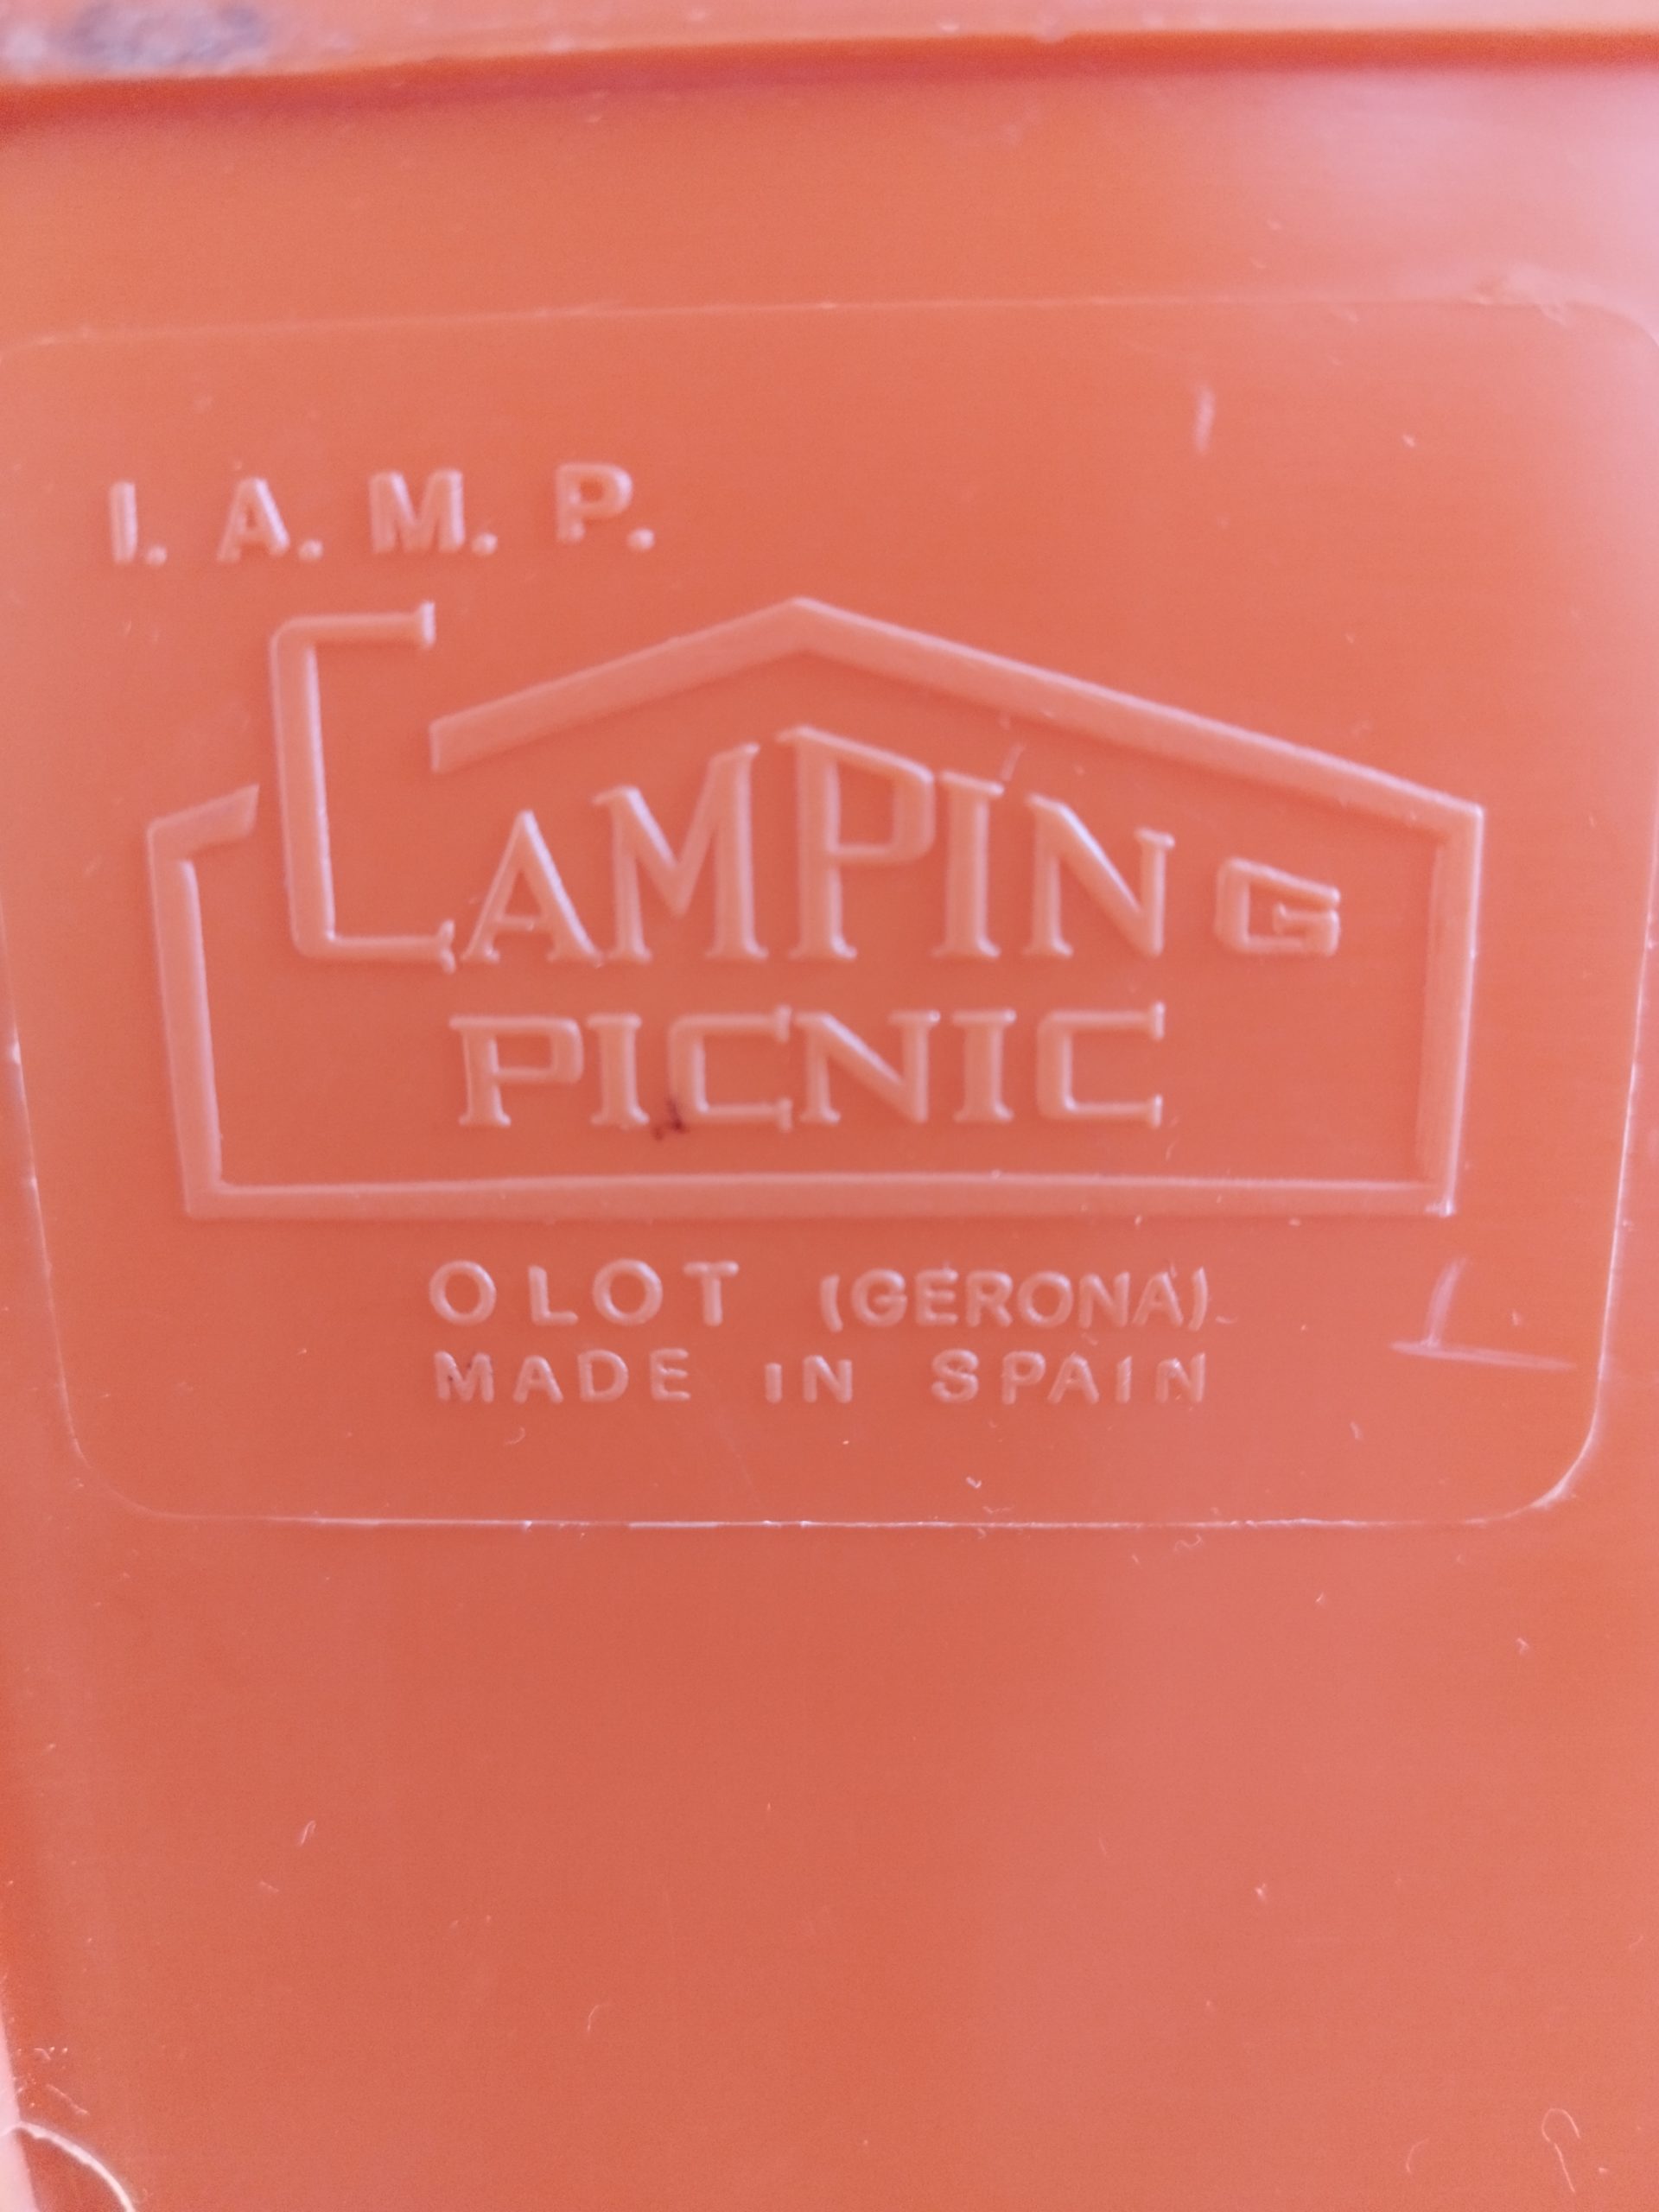 I. A. M. P.
CAMPING
PICNIC
OLOT (GERONA)
MADE IN SPAIN